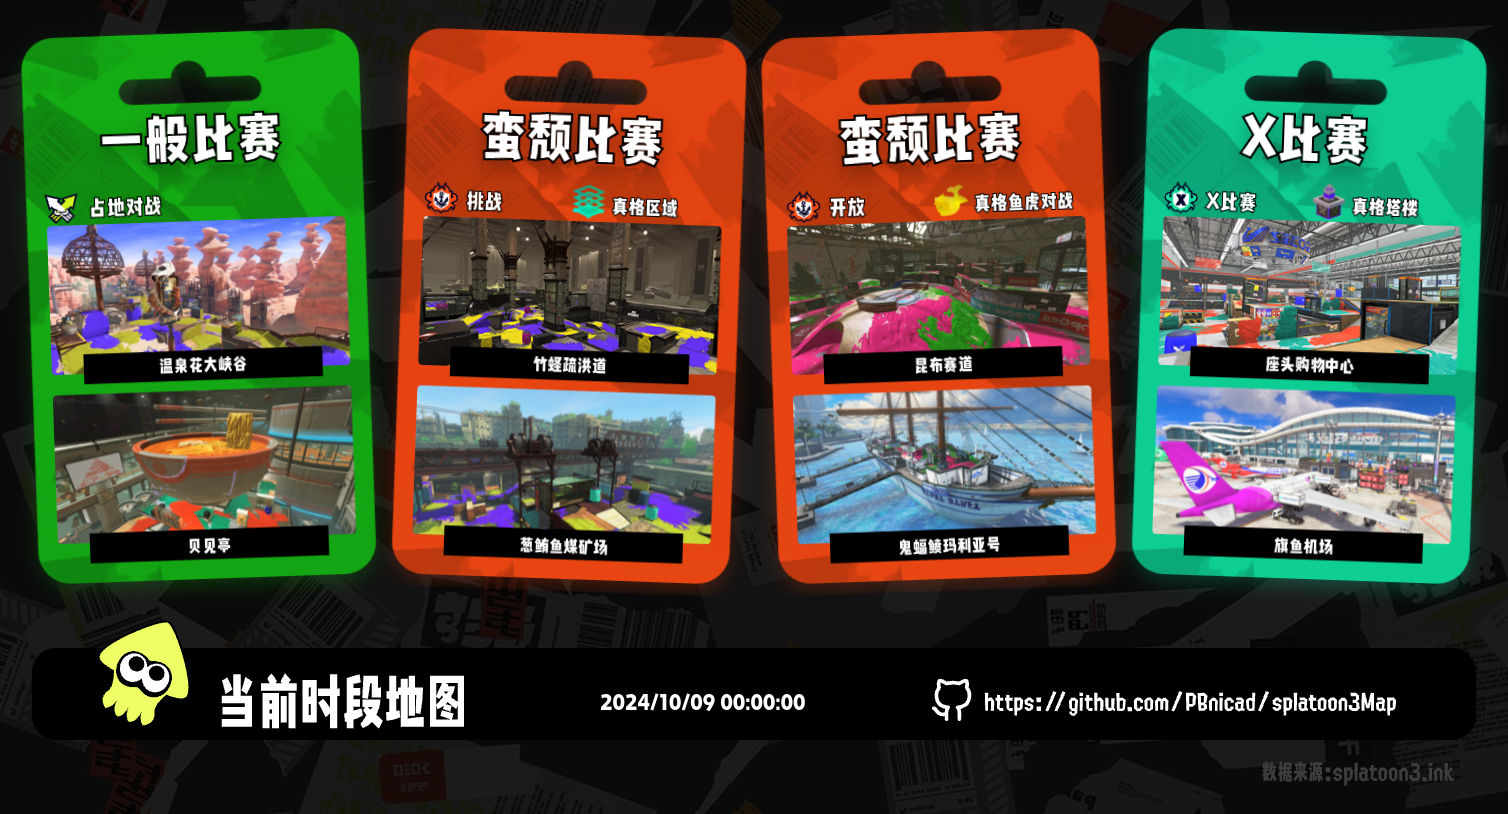 一般比赛
占地对战
温泉花大峡谷
贝贝亭
蛮颓比赛
挑战
真格区域
竹蛏疏洪道
葱鲔鱼煤矿场
蛮颓比赛
开放
真格鱼虎对战
昆布赛道
鬼蝠鲼玛利亚号
X比赛
X比赛
真格塔楼
座头购物中心
旗鱼机场
当前时段地图
2024/10/09 00:00:00
https://github.com/PBnicad/splatoon3Map
数据来源:splatoon3.ink